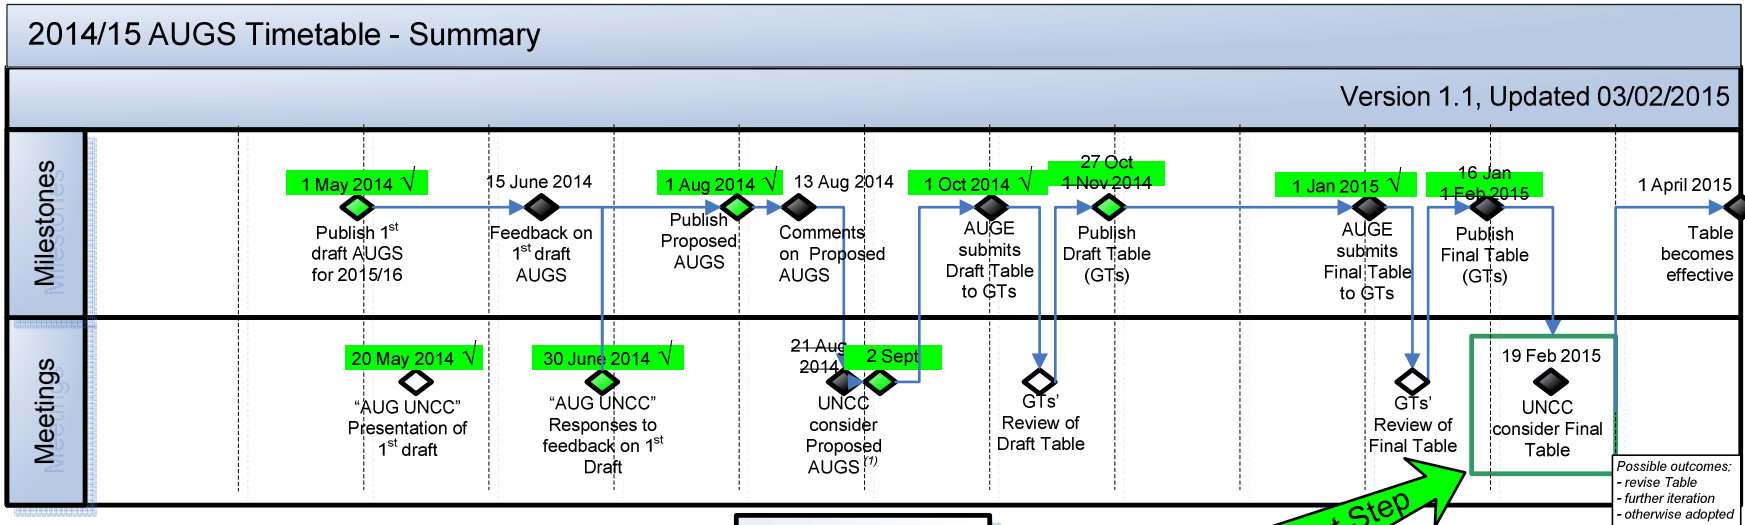 2014/15 AUGS Timetable - Summary
Version 1.1, Updated 03/02/2015
Milestones
1 May 2014 √
Publish 1st
draft AUGS
for 2015/16
15 June 2014
Feedback on
1st draft
AUGS
1 Aug 2014 √
Publish
Proposed
AUGS
13 Aug 2014
Comments
on Proposed
AUGS
1 Oct 2014 √
AUGE
submits
Draft Table
to GTs
27 Oct
1 Nov 2014
Publish
Draft Table
(GTs)
1 Jan 2015 √
AUGE
submits
Final Table
to GTs
16 Jan
1 Feb 2015
Publish
Final Table
(GTs)
1 April 2015
Table
becomes
effective
Meetings
20 May 2014 √
“AUG UNCC”
Presentation of
1st draft
30 June 2014 √
“AUG UNCC”
Responses to
feedback on 1st
Draft
21 Aug
2014
2 Sept
UNCC
consider
Proposed
AUGS (1)
GTs’
Review of
Draft Table
GTs’
Review of
Final Table
19 Feb 2015
UNCC
consider Final
Table
Possible outcomes:
- revise Table
- further iteration
- otherwise adopted
t Step